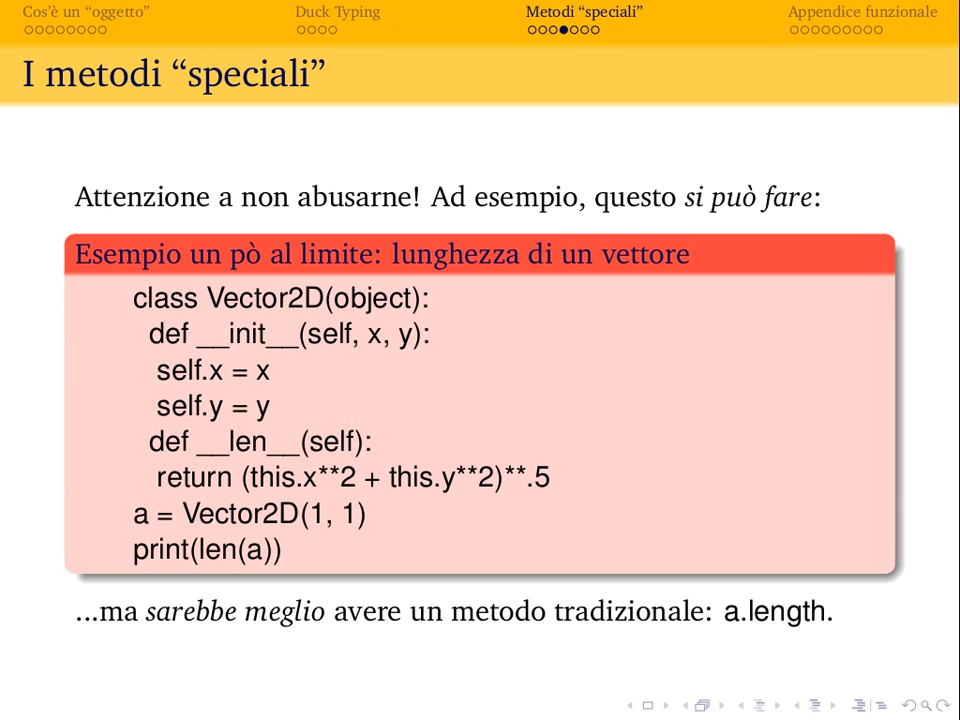 Cos'è un “oggetto” Duck Typing Metodi “speciali” Appendice funzionale
I metodi “speciali”
Attenzione a non abusarne! Ad esempio, questo si può fare:
Esempio un pò al limite: lunghezza di un vettore
class Vector2D(object):
def __init__(self, x, y):
self.x = x
self.y = y
def __len__(self):
return (this.x**2 + this.y**2)**.5
a = Vector2D(1, 1)
print(len(a))
...ma sarebbe meglio avere un metodo tradizionale: a.length.